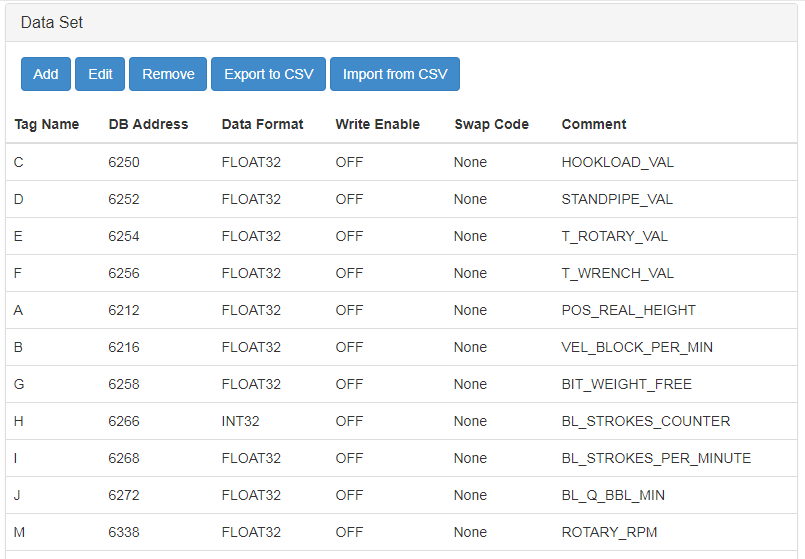 Data Set
Add Edit Remove Export to CSV Import from CSV
Tag Name DB Address Data Format Write Enable Swap Code Comment
C 6250 FLOAT32 OFF None HOOKLOAD_VAL
D 6252 FLOAT32 OFF None STANDPIPE_VAL
E 6254 FLOAT32 OFF None T_ROTARY_VAL
F 6256 FLOAT32 OFF None T_WRENCH_VAL
A 6212 FLOAT32 OFF None POS_REAL_HEIGHT
B 6216 FLOAT32 OFF None VEL_BLOCK_PER_MIN
G 6258 FLOAT32 OFF None BIT_WEIGHT_FREE
H 6266 INT32 OFF None BL_STROKES_COUNTER
I 6268 FLOAT32 OFF None BL_STROKES_PER_MINUTE
J 6272 FLOAT32 OFF None BL_Q_BBL_MIN
M 6338 FLOAT32 OFF None ROTARY_RPM